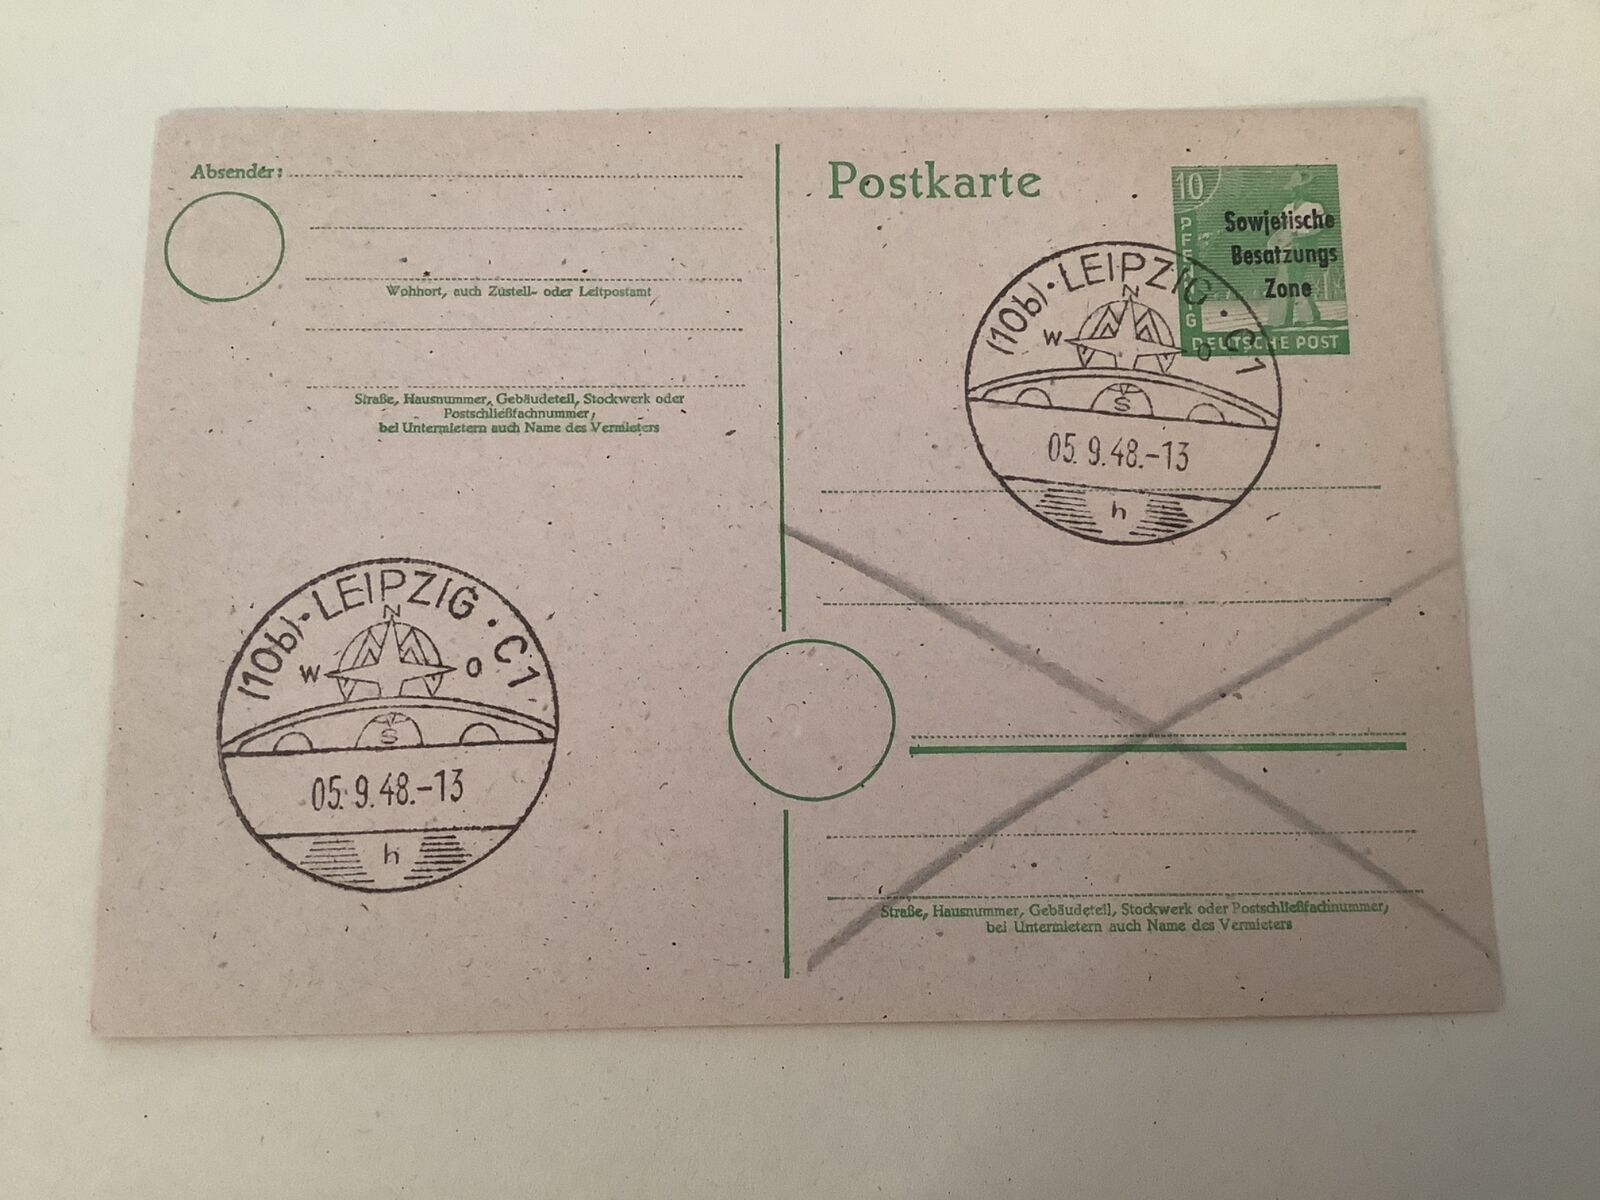 Absender:
Wohnort, auch Zustell- oder Leitpostamt
Straße, Hausnummer, Gebäudeteil, Stockwerk oder
Postschließfachnummer,
bei Untermietern auch Name des Vermieters
(10b) · LEIPZIG · C1
N
W O
S
05. 9. 48.-13
h
Postkarte
10
PFENNIG
Sowjetische
Besatzungs
Zone
DEUTSCHE POST
(10b) · LEIPZIG · C1
N
W O
S
05. 9. 48.-13
h
Straße, Hausnummer, Gebäudeteil, Stockwerk oder Postschließfachnummer,
bei Untermietern auch Name des Vermieters